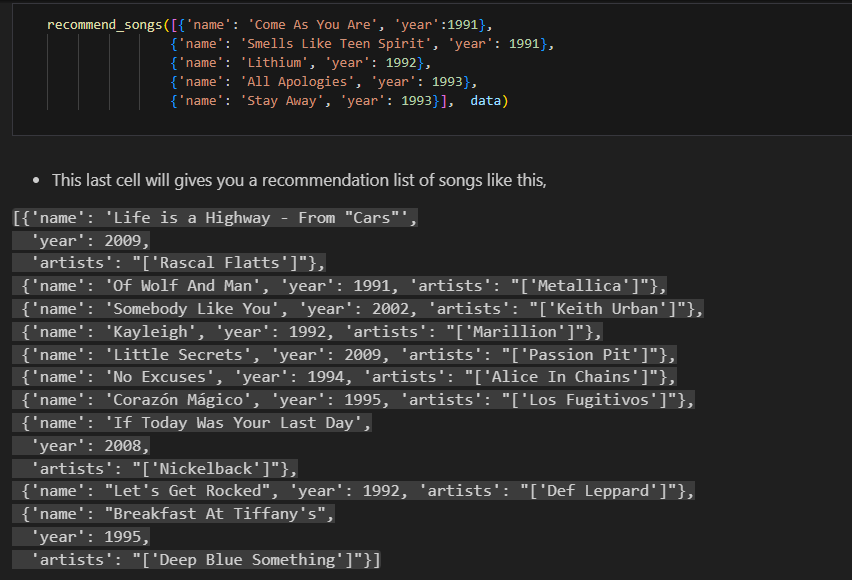 recommend_songs([{'name': 'Come As You Are', 'year':1991},
{'name': 'Smells Like Teen Spirit', 'year': 1991},
{'name': 'Lithium', 'year': 1992},
{'name': 'All Apologies', 'year': 1993},
{'name': 'Stay Away', 'year': 1993}],  data)
• This last cell will gives you a recommendation list of songs like this,
[{'name': 'Life is a Highway - From "Cars"',
'year': 2009,
'artists': "['Rascal Flatts']"},
{'name': 'Of Wolf And Man', 'year': 1991, 'artists': "['Metallica']"},
{'name': 'Somebody Like You', 'year': 2002, 'artists': "['Keith Urban']"},
{'name': 'Kayleigh', 'year': 1992, 'artists': "['Marillion']"},
{'name': 'Little Secrets', 'year': 2009, 'artists': "['Passion Pit']"},
{'name': 'No Excuses', 'year': 1994, 'artists': "['Alice In Chains']"},
{'name': 'Corazón Mágico', 'year': 1995, 'artists': "['Los Fugitivos']"},
{'name': 'If Today Was Your Last Day',
'year': 2008,
'artists': "['Nickelback']"},
{'name': "Let's Get Rocked", 'year': 1992, 'artists': "['Def Leppard']"},
{'name': "Breakfast At Tiffany's",
'year': 1995,
'artists': "['Deep Blue Something']"}]